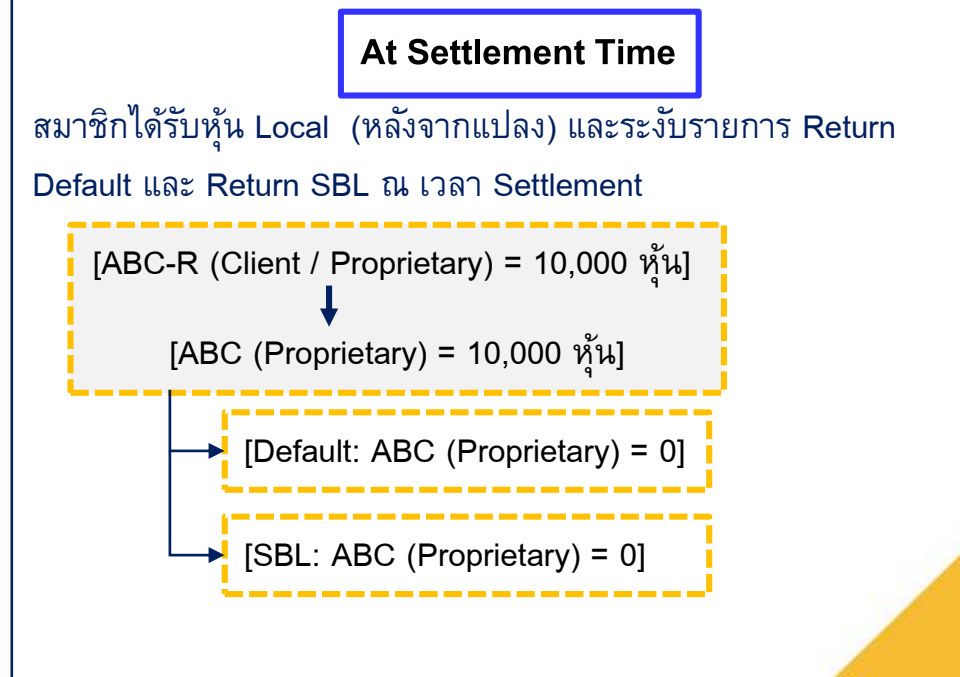 At Settlement Time
สมาชิกได้รับหุ้น Local (หลังจากแปลง) และระงับรายการ Return
Default และ Return SBL ณ เวลา Settlement
[ABC-R (Client / Proprietary) = 10,000 หุ้น]
[ABC (Proprietary) = 10,000 หุ้น]
[Default: ABC (Proprietary) = 0]
[SBL: ABC (Proprietary) = 0]